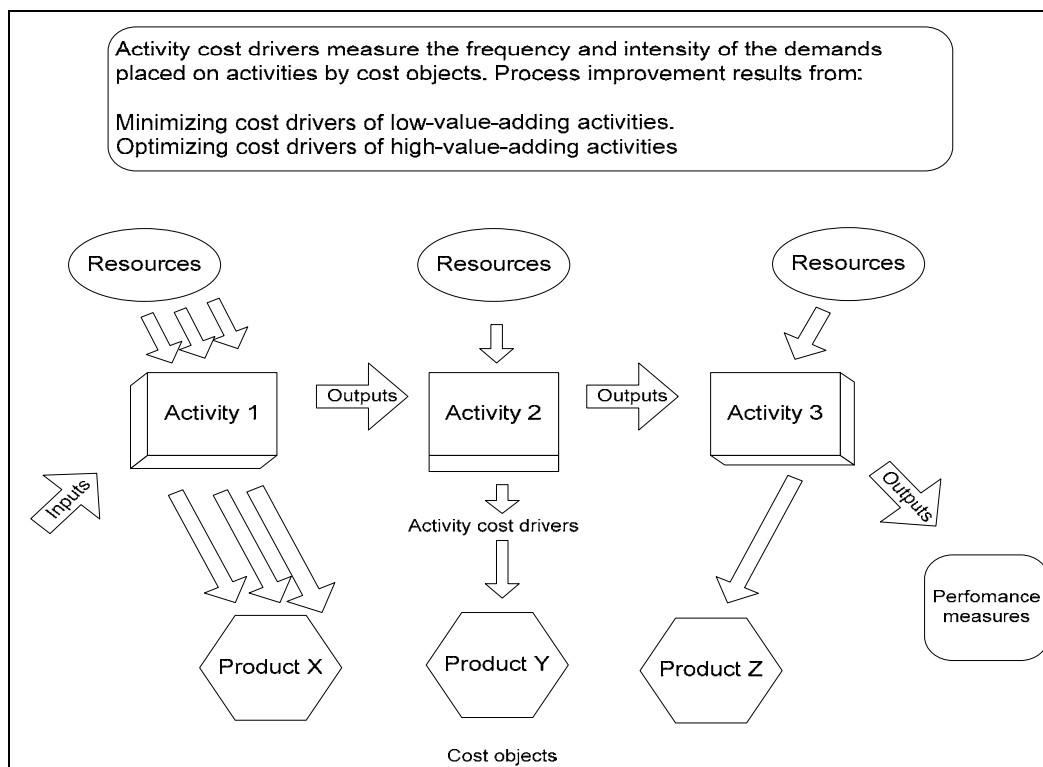 Activity cost drivers measure the frequency and intensity of the demands
placed on activities by cost objects. Process improvement results from:
Minimizing cost drivers of low-value-adding activities.
Optimizing cost drivers of high-value-adding activities
Resources
Resources
Resources
Activity 1
Outputs
Activity 2
Outputs
Activity 3
Inputs
Outputs
Activity cost drivers
Perfomance
measures
Product X
Product Y
Product Z
Cost objects